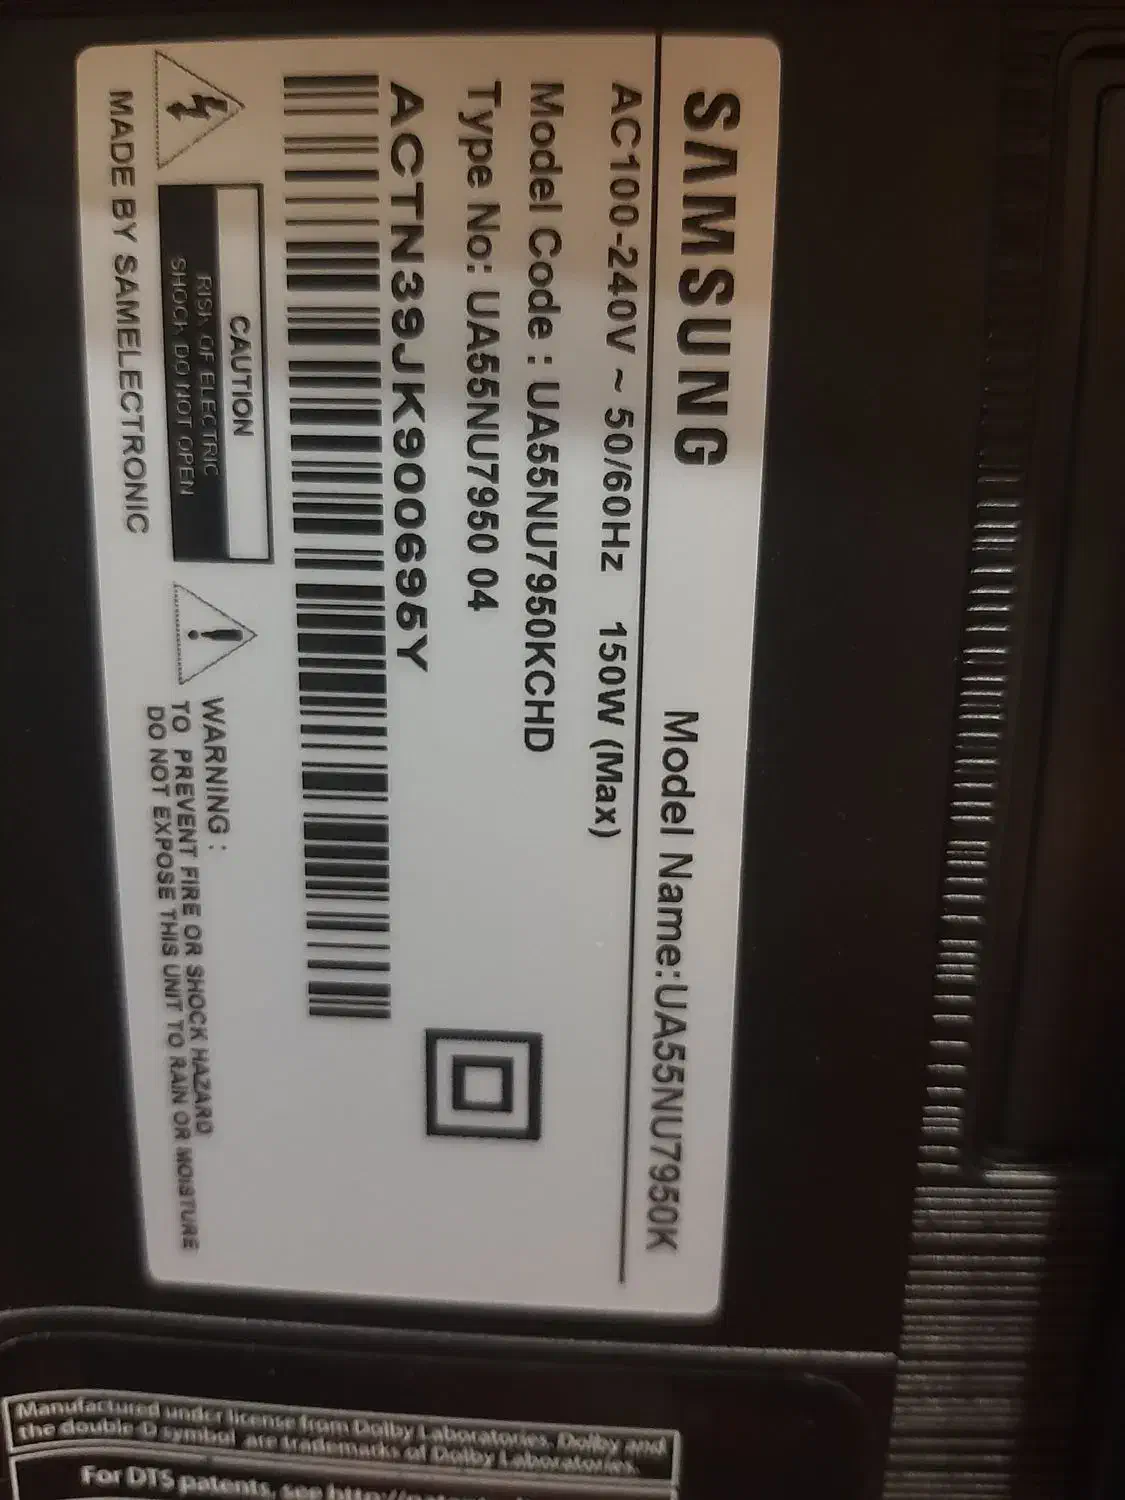 SAMSUNG
Model Name:UA55NU7950K
AC100-240V ~ 50/60Hz 150W (Max)
Model Code : UA55NU7950KCHD
Type No: UA55NU7950 04
ACTN39JK900695Y
CAUTION
RISK OF ELECTRIC
SHOCK DO NOT OPEN
WARNING :
TO PREVENT FIRE OR SHOCK HAZARD
DO NOT EXPOSE THIS UNIT TO RAIN OR MOISTURE
MADE BY SAMELECTRONIC
Manufactured under license from Dolby Laboratories. Dolby and
the double-D symbol are trademarks of Dolby Laboratories.
For DTS patents, see